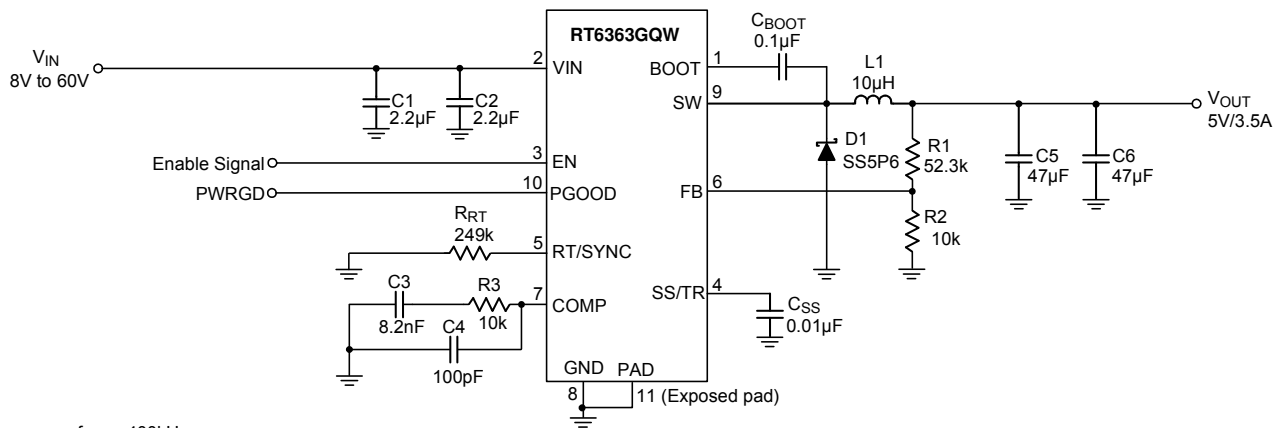 RT6363GQW
VIN
8V to 60V
C1
2.2µF
C2
2.2µF
2
VIN
Enable Signal
3
EN
PWRGD
10
PGOOD
RRT
249k
5
RT/SYNC
C3
8.2nF
R3
10k
7
COMP
C4
100pF
GND
8
PAD
11 (Exposed pad)
BOOT
1
CBOOT
0.1µF
SW
9
L1
10µH
D1
SS5P6
R1
52.3k
FB
6
R2
10k
SS/TR
4
CSS
0.01µF
C5
47µF
C6
47µF
VOUT
5V/3.5A